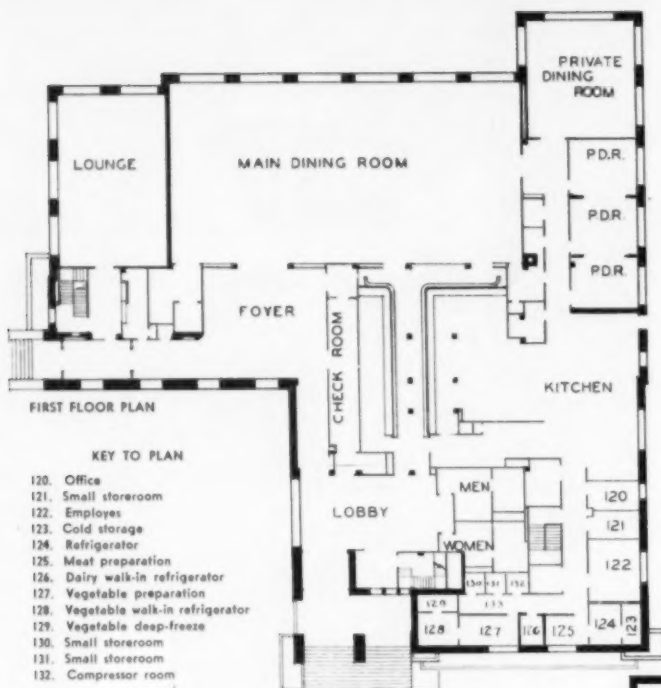 PRIVATE
DINING
ROOM
LOUNGE
MAIN DINING ROOM
P.D.R.
P.D.R.
P.D.R.
FOYER
CHECK ROOM
KITCHEN
FIRST FLOOR PLAN
KEY TO PLAN
120. Office
121. Small storeroom
122. Employes
123. Cold storage
124. Refrigerator
125. Meat preparation
126. Dairy walk-in refrigerator
127. Vegetable preparation
128. Vegetable walk-in refrigerator
129. Vegetable deep-freeze
130. Small storeroom
131. Small storeroom
132. Compressor room
LOBBY
MEN
WOMEN
120
121
122
130
131
132
133
129
128
127
126
125
124
123